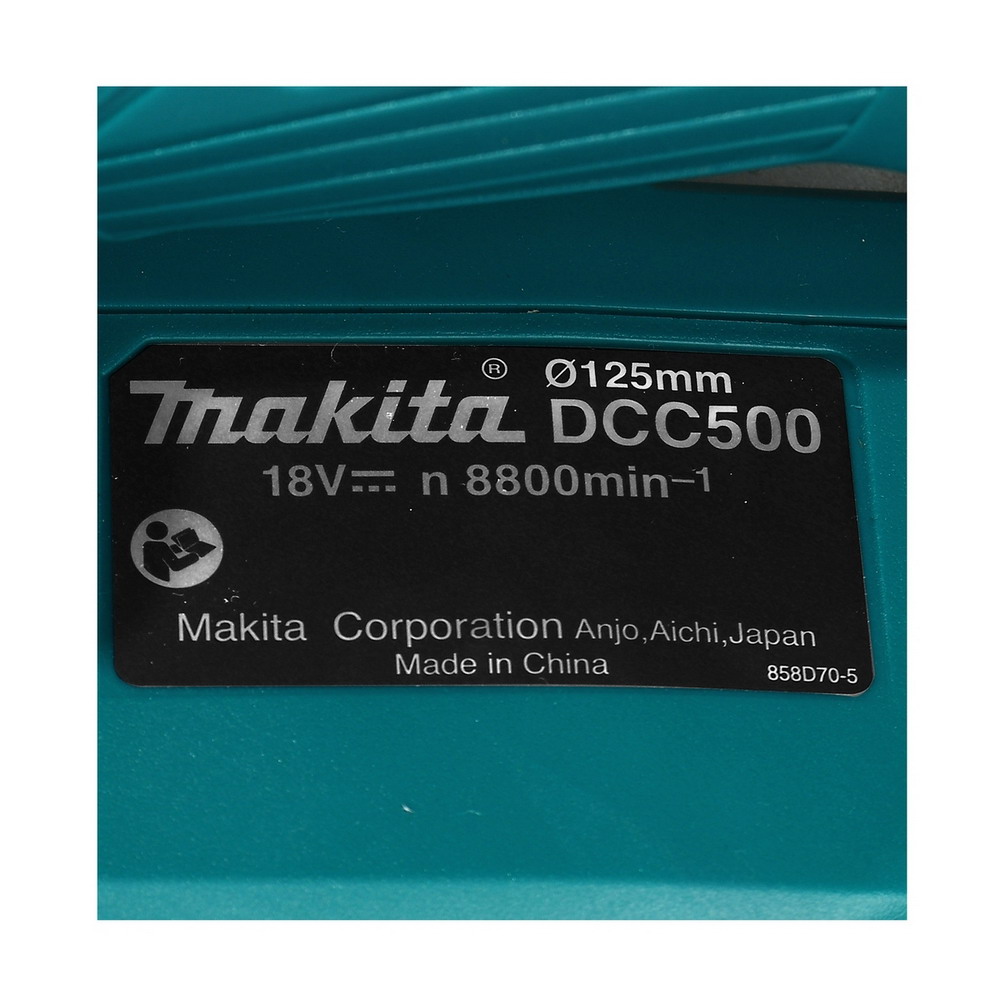 makita® Ø125mm
DCC500
18V⎓ n 8800min⁻¹
Makita Corporation Anjo,Aichi,Japan
Made in China
858D70-5